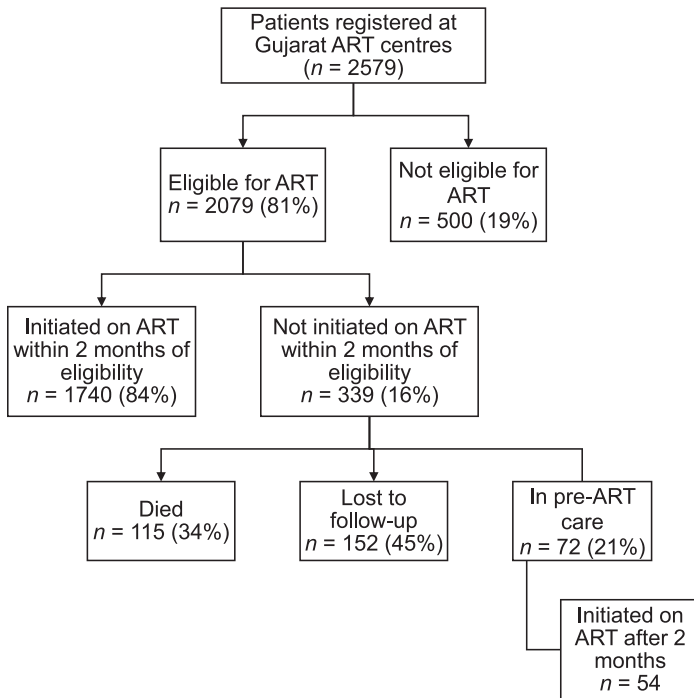 Patients registered at
Gujarat ART centres
(n = 2579)
Eligible for ART
n = 2079 (81%)
Not eligible for
ART
n = 500 (19%)
Initiated on ART
within 2 months of
eligibility
n = 1740 (84%)
Not initiated on ART
within 2 months of
eligibility
n = 339 (16%)
Died
n = 115 (34%)
Lost to
follow-up
n = 152 (45%)
In pre-ART
care
n = 72 (21%)
Initiated on
ART after 2
months
n = 54